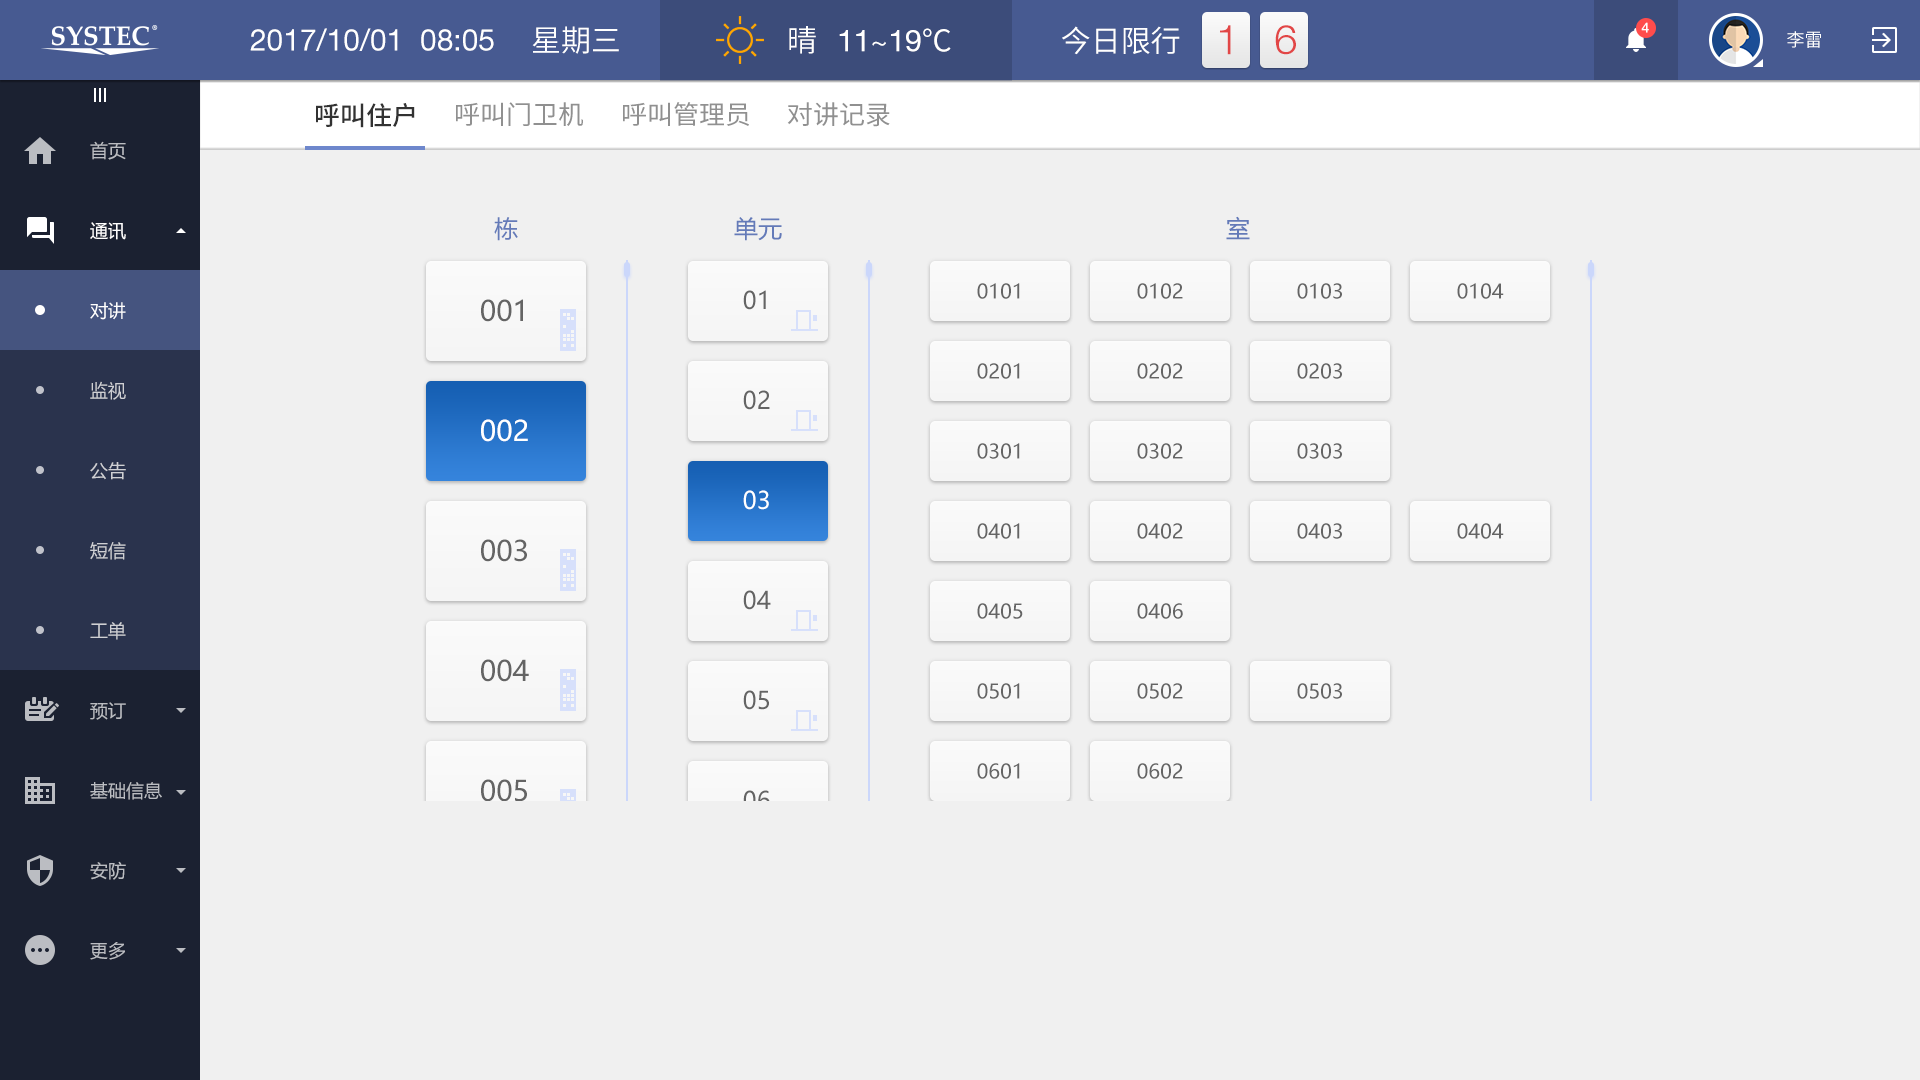 SYSTEC®
2017/10/01 08:05 星期三
晴 11~19℃
今日限行 1 6
4
李雷
首页
通讯
对讲
监视
公告
短信
工单
预订
基础信息
安防
更多
呼叫住户 呼叫门卫机 呼叫管理员 对讲记录
栋
001
002
003
004
005
单元
01
02
03
04
05
06
室
0101 0102 0103 0104
0201 0202 0203
0301 0302 0303
0401 0402 0403 0404
0405 0406
0501 0502 0503
0601 0602